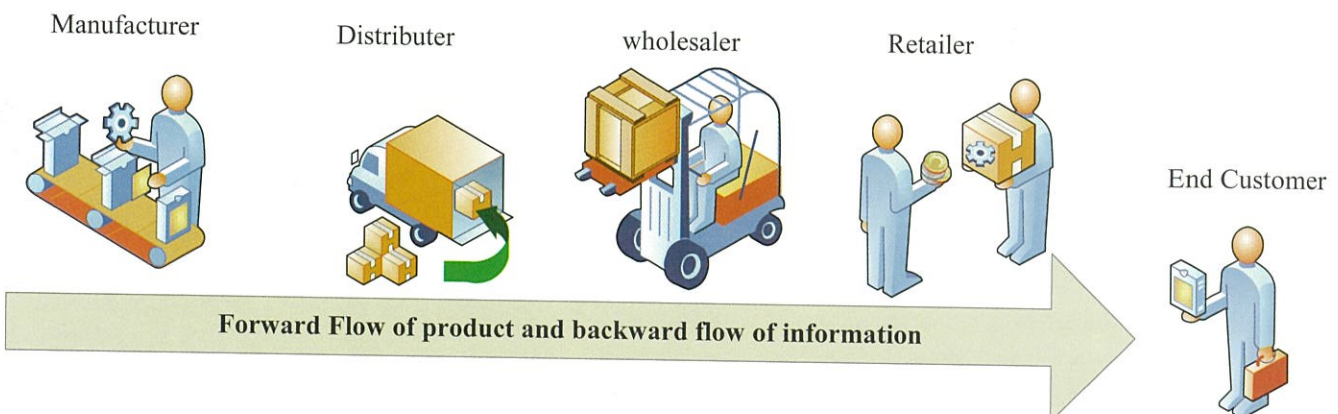 Manufacturer
Distributer
wholesaler
Retailer
End Customer
Forward Flow of product and backward flow of information